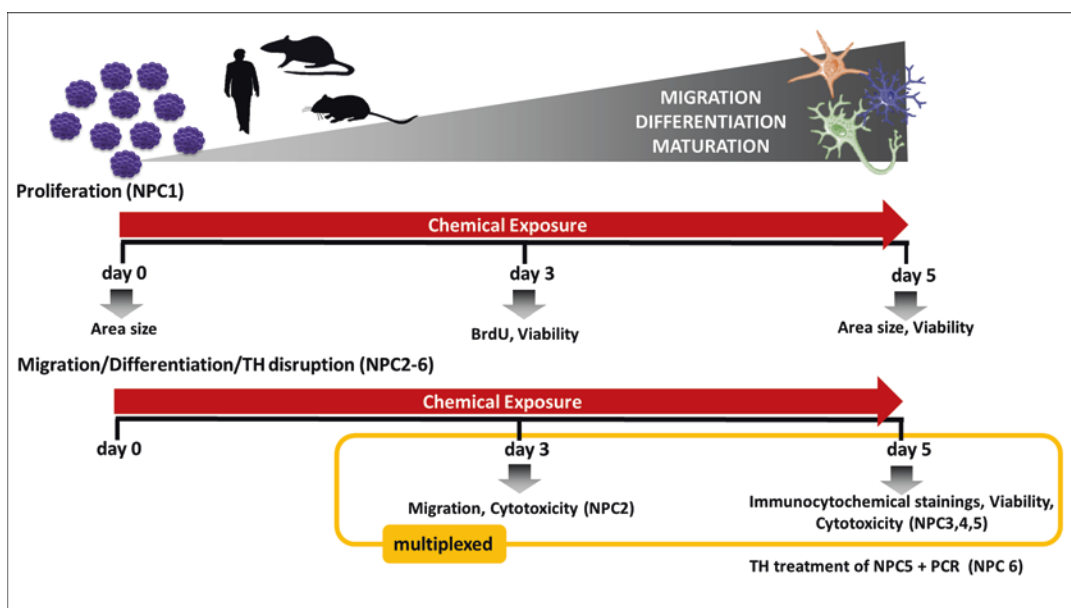 MIGRATION
DIFFERENTIATION
MATURATION
Proliferation (NPC1)
Chemical Exposure
day 0
day 3
day 5
Area size
BrdU, Viability
Area size, Viability
Migration/Differentiation/TH disruption (NPC2-6)
Chemical Exposure
day 0
day 3
day 5
Migration, Cytotoxicity (NPC2)
Immunocytochemical stainings, Viability,
Cytotoxicity (NPC3,4,5)
multiplexed
TH treatment of NPC5 + PCR (NPC 6)